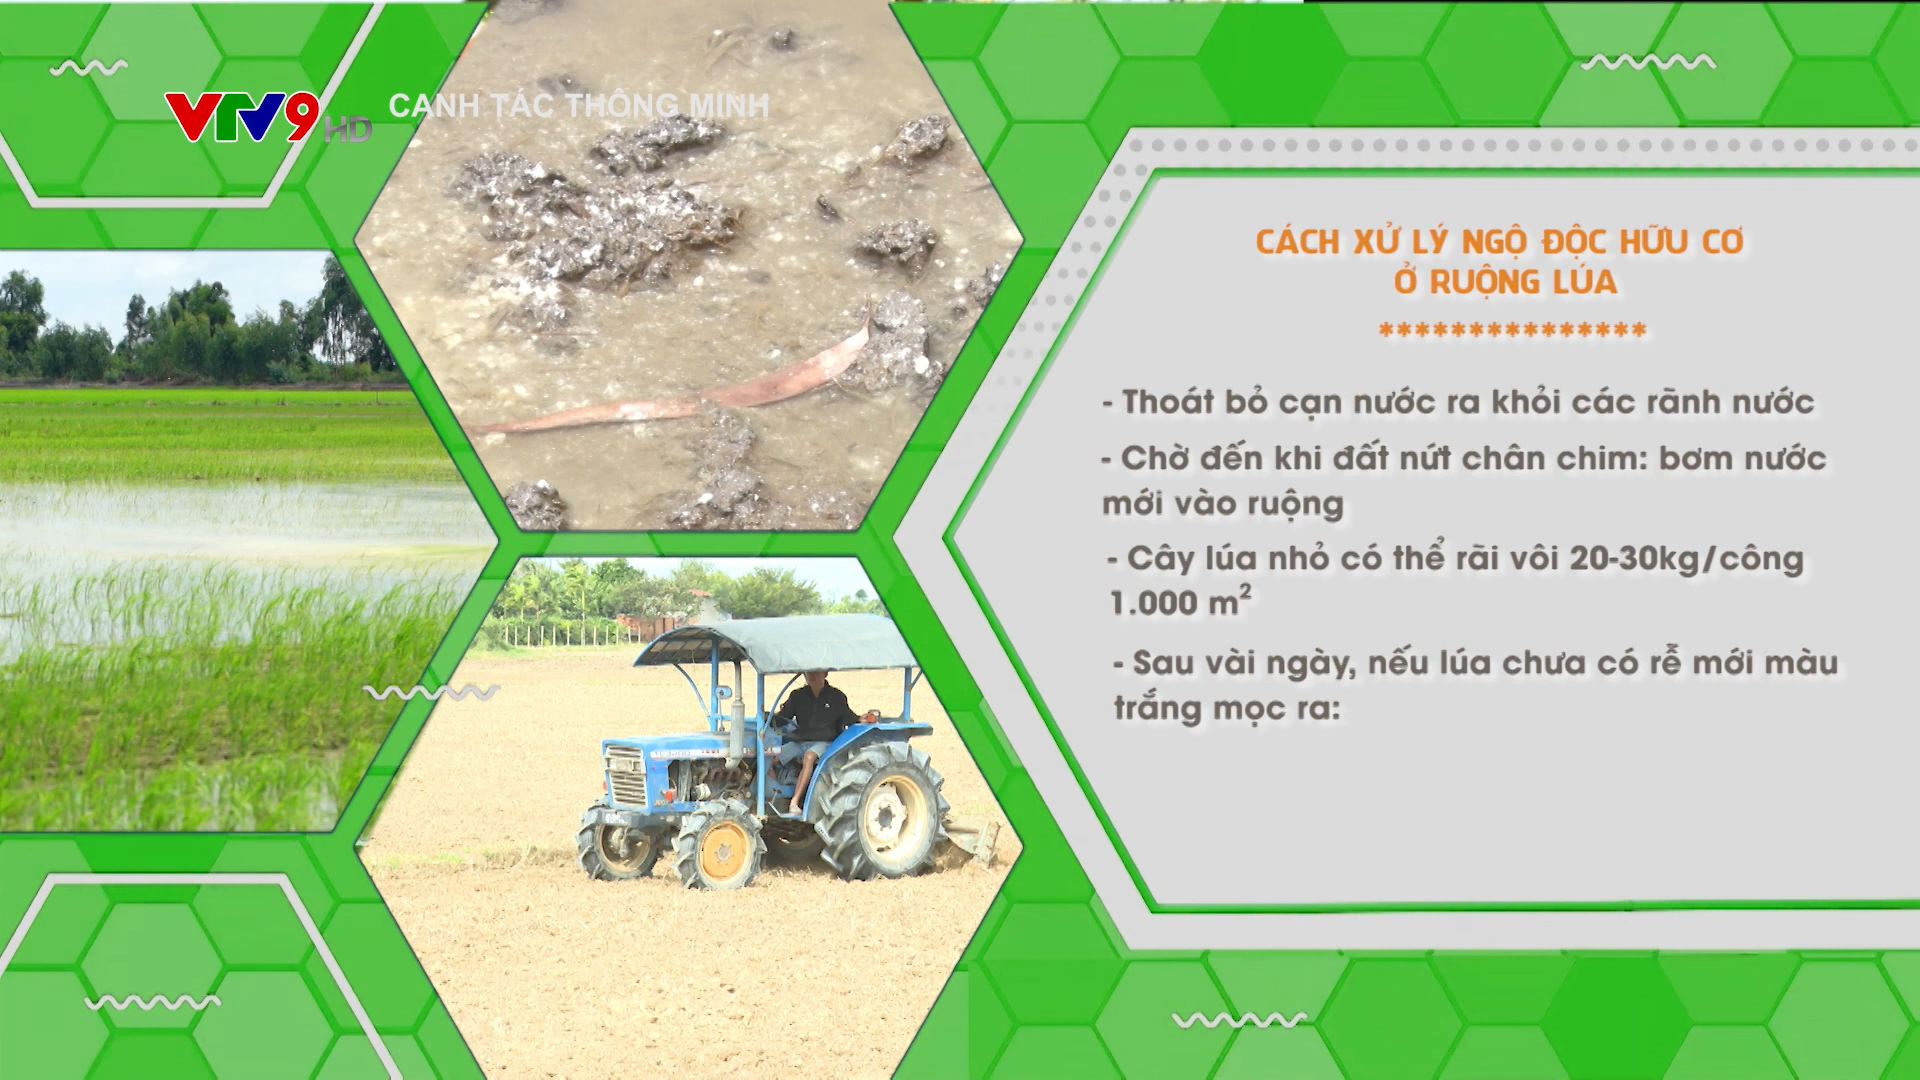 VTV9 HD
CANH TÁC THÔNG MINH
CÁCH XỬ LÝ NGỘ ĐỘC HỮU CƠ
Ở RUỘNG LÚA
***************
- Thoát bỏ cạn nước ra khỏi các rãnh nước
- Chờ đến khi đất nứt chân chim: bơm nước
mới vào ruộng
- Cây lúa nhỏ có thể rãi vôi 20-30kg/công
1.000 m²
- Sau vài ngày, nếu lúa chưa có rễ mới màu
trắng mọc ra: